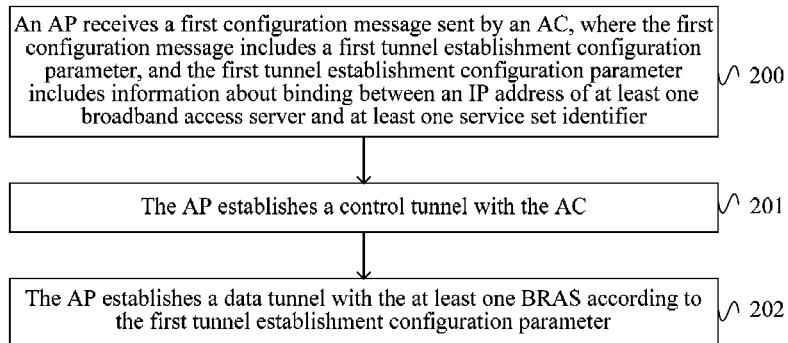 An AP receives a first configuration message sent by an AC, where the first
configuration message includes a first tunnel establishment configuration
parameter, and the first tunnel establishment configuration parameter
includes information about binding between an IP address of at least one
broadband access server and at least one service set identifier
200
The AP establishes a control tunnel with the AC
201
The AP establishes a data tunnel with the at least one BRAS according to
the first tunnel establishment configuration parameter
202